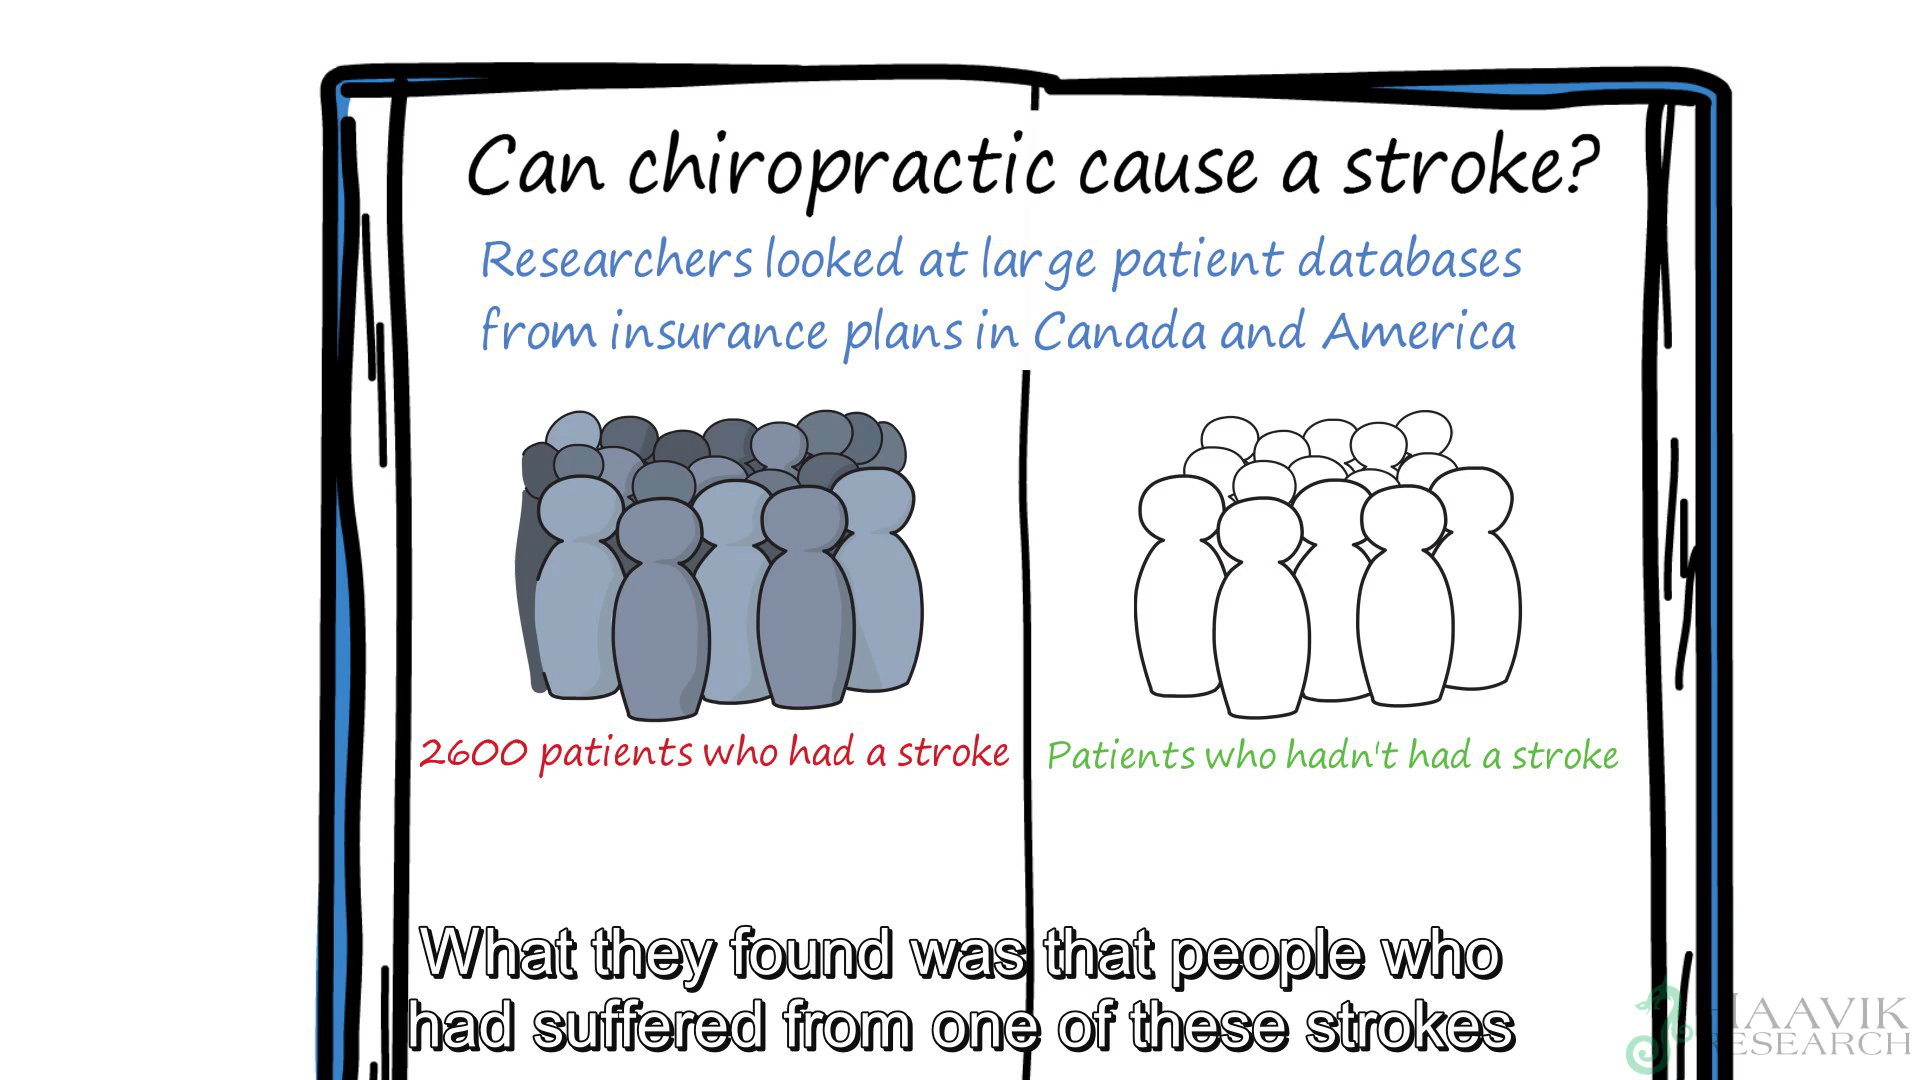 Can chiropractic cause a stroke?
Researchers looked at large patient databases
from insurance plans in Canada and America
2600 patients who had a stroke
Patients who hadn't had a stroke
What they found was that people who
had suffered from one of these strokes
HAAVIK
RESEARCH